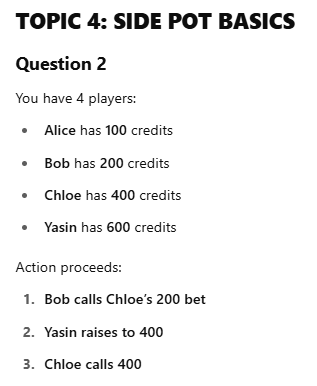 TOPIC 4: SIDE POT BASICS
Question 2
You have 4 players:
• Alice has 100 credits
• Bob has 200 credits
• Chloe has 400 credits
• Yasin has 600 credits
Action proceeds:
1. Bob calls Chloe’s 200 bet
2. Yasin raises to 400
3. Chloe calls 400